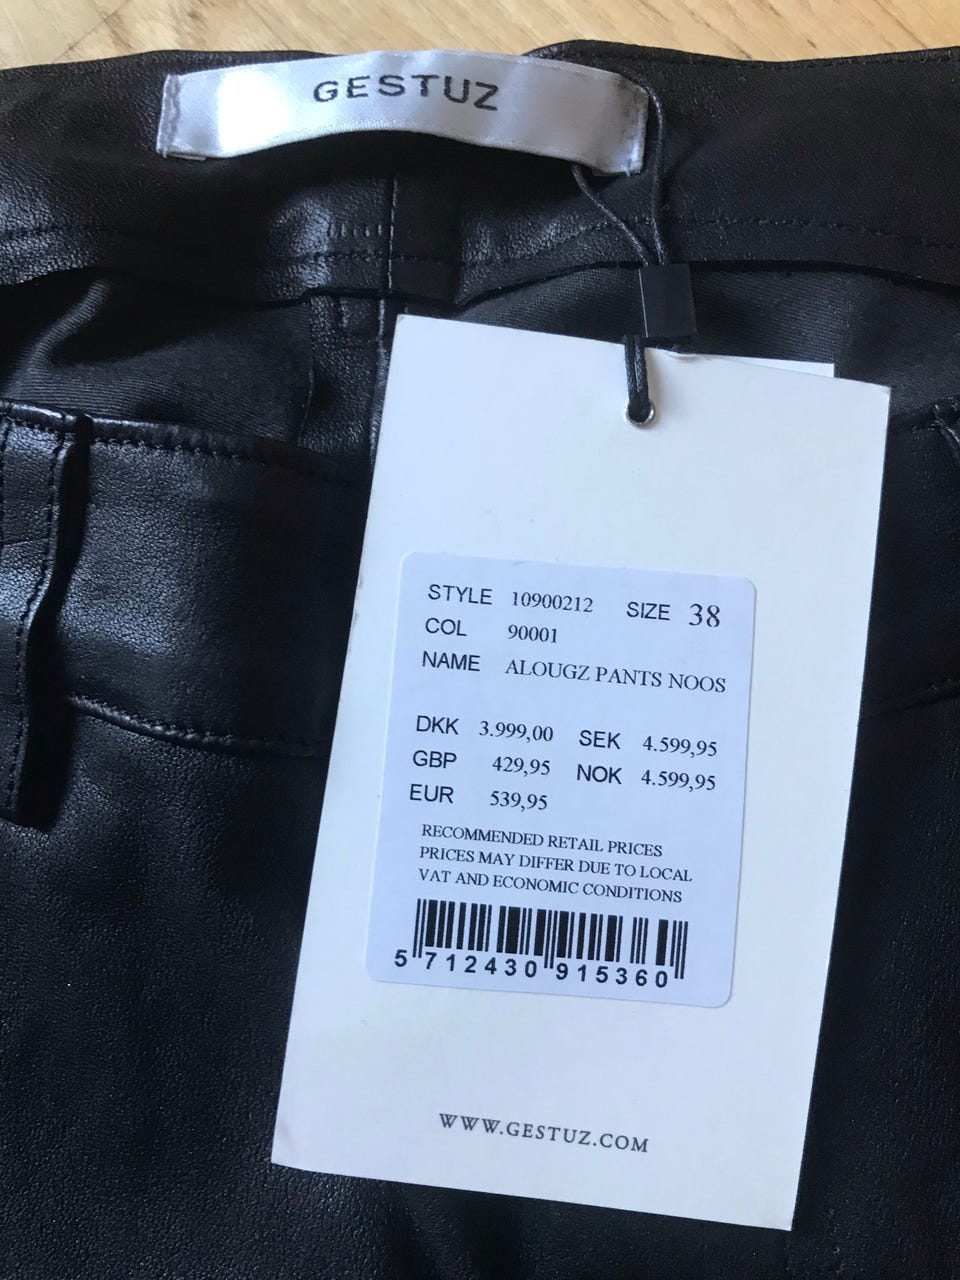 GESTUZ
STYLE 10900212 SIZE 38
COL 90001
NAME ALOUGZ PANTS NOOS
DKK 3.999,00 SEK 4.599,95
GBP 429,95 NOK 4.599,95
EUR 539,95
RECOMMENDED RETAIL PRICES
PRICES MAY DIFFER DUE TO LOCAL
VAT AND ECONOMIC CONDITIONS
5 712430 915360
WWW.GESTUZ.COM